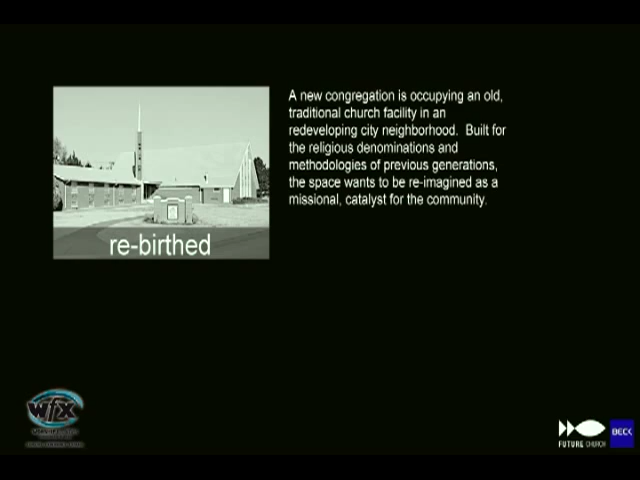 A new congregation is occupying an old,
traditional church facility in an
redeveloping city neighborhood.  Built for
the religious denominations and
methodologies of previous generations,
the space wants to be re-imagined as a
missional, catalyst for the community.
re-birthed
wfx
FUTURE CHURCH
BECK